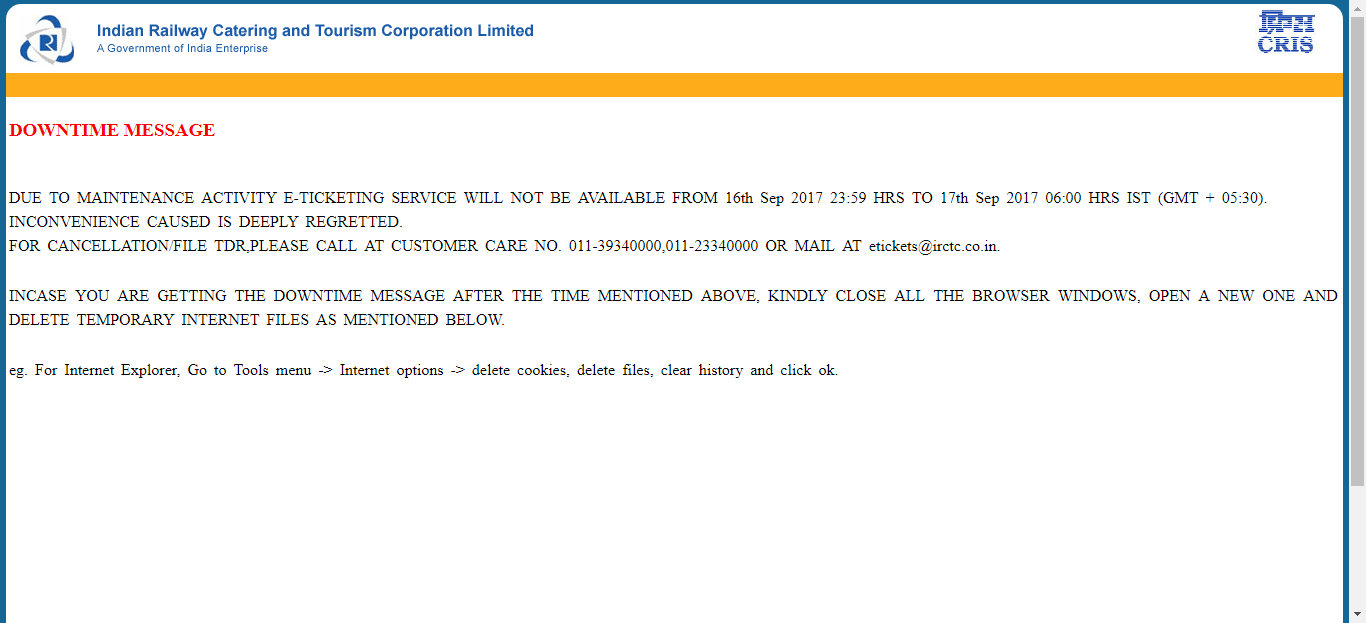 Indian Railway Catering and Tourism Corporation Limited
A Government of India Enterprise
CRIS
DOWNTIME MESSAGE
DUE TO MAINTENANCE ACTIVITY E-TICKETING SERVICE WILL NOT BE AVAILABLE FROM 16th Sep 2017 23:59 HRS TO 17th Sep 2017 06:00 HRS IST (GMT + 05:30).
INCONVENIENCE CAUSED IS DEEPLY REGRETTED.
FOR CANCELLATION/FILE TDR,PLEASE CALL AT CUSTOMER CARE NO. 011-39340000,011-23340000 OR MAIL AT etickets@irctc.co.in.
INCASE YOU ARE GETTING THE DOWNTIME MESSAGE AFTER THE TIME MENTIONED ABOVE, KINDLY CLOSE ALL THE BROWSER WINDOWS, OPEN A NEW ONE AND
DELETE TEMPORARY INTERNET FILES AS MENTIONED BELOW.
eg. For Internet Explorer, Go to Tools menu -> Internet options -> delete cookies, delete files, clear history and click ok.